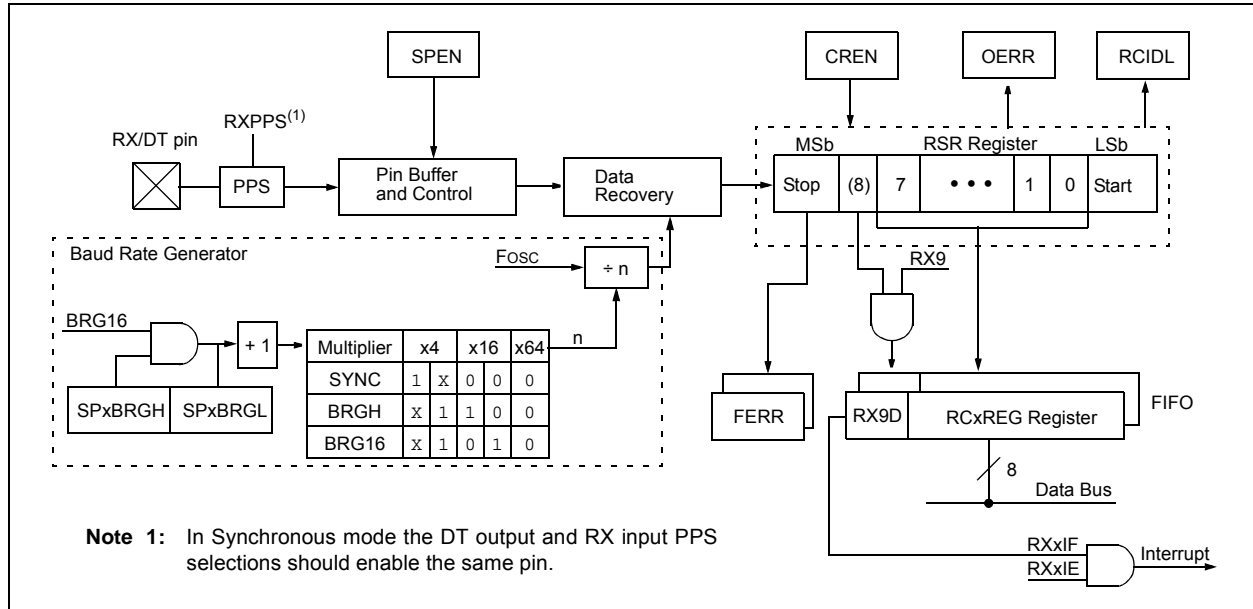 SPEN
CREN
OERR
RCIDL
RXPPS(1)
RX/DT pin
PPS
Pin Buffer
and Control
Data
Recovery
MSb
RSR Register
LSb
Stop (8) 7 • • • 1 0 Start
Baud Rate Generator
FOSC
÷ n
RX9
BRG16
+ 1
n
Multiplier x4 x16 x64
SYNC 1 X 0 0 0
BRGH X 1 1 0 0
BRG16 X 1 0 1 0
SPxBRGH SPxBRGL
FERR
RX9D
RCxREG Register
FIFO
8
Data Bus
Note 1: In Synchronous mode the DT output and RX input PPS
selections should enable the same pin.
RXxIF
RXxIE
Interrupt